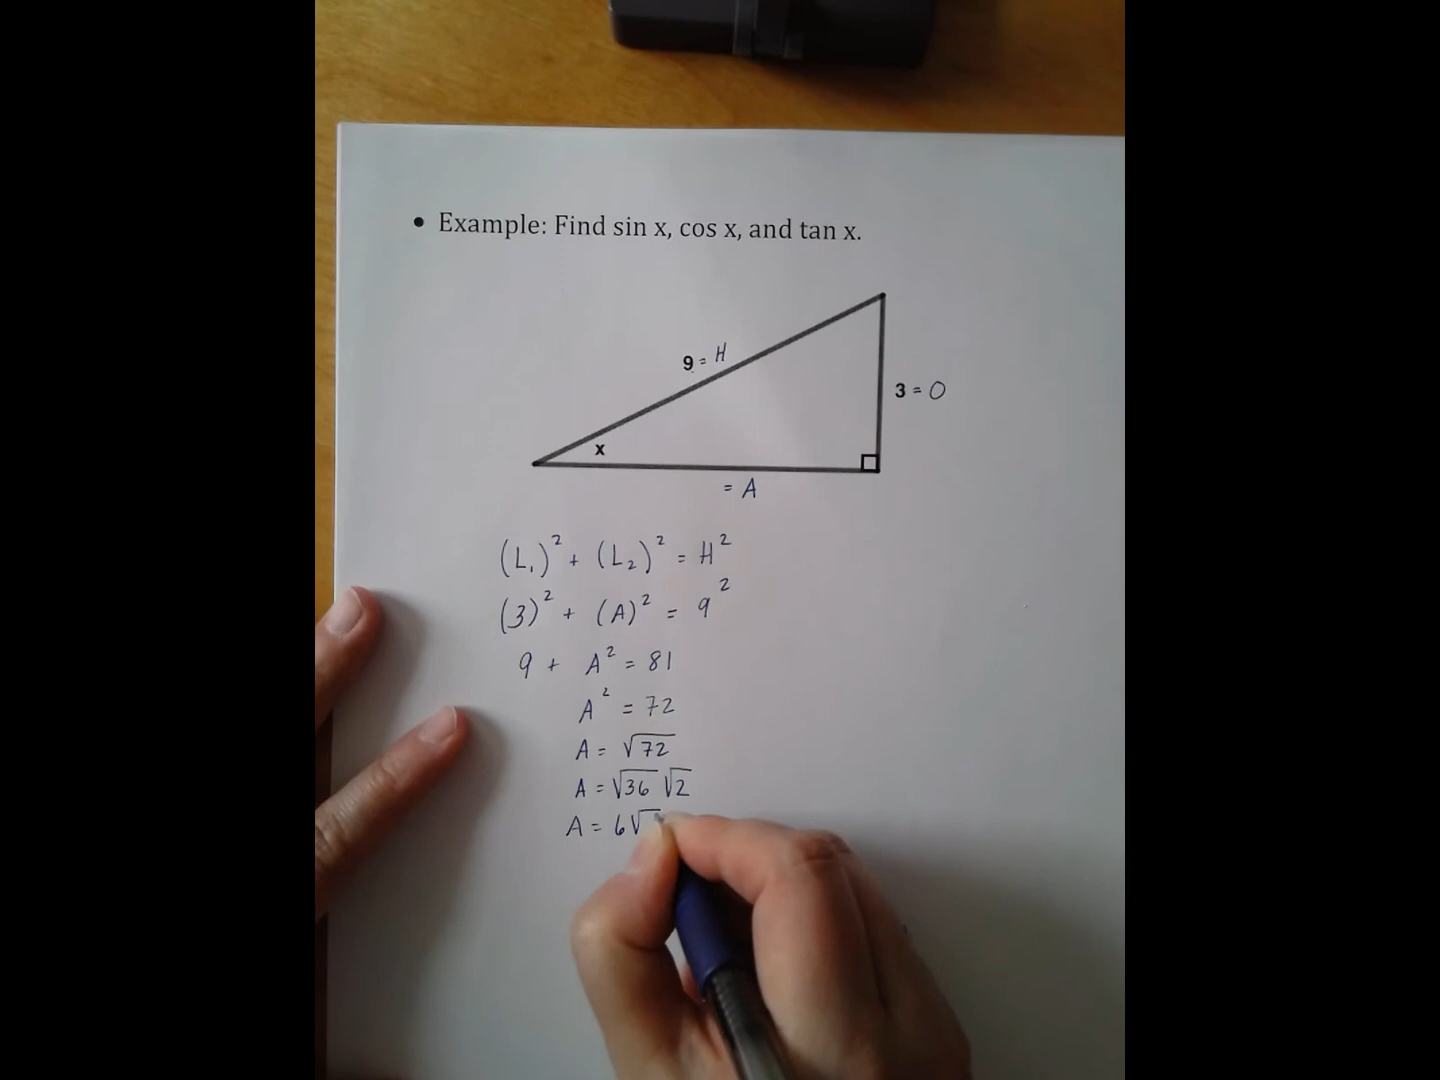 • Example: Find sin x, cos x, and tan x.
9 = H
3 = O
x
= A
(L₁)² + (L₂)² = H²
(3)² + (A)² = 9²
9 + A² = 81
A² = 72
A = √72
A = √36 √2
A = 6√